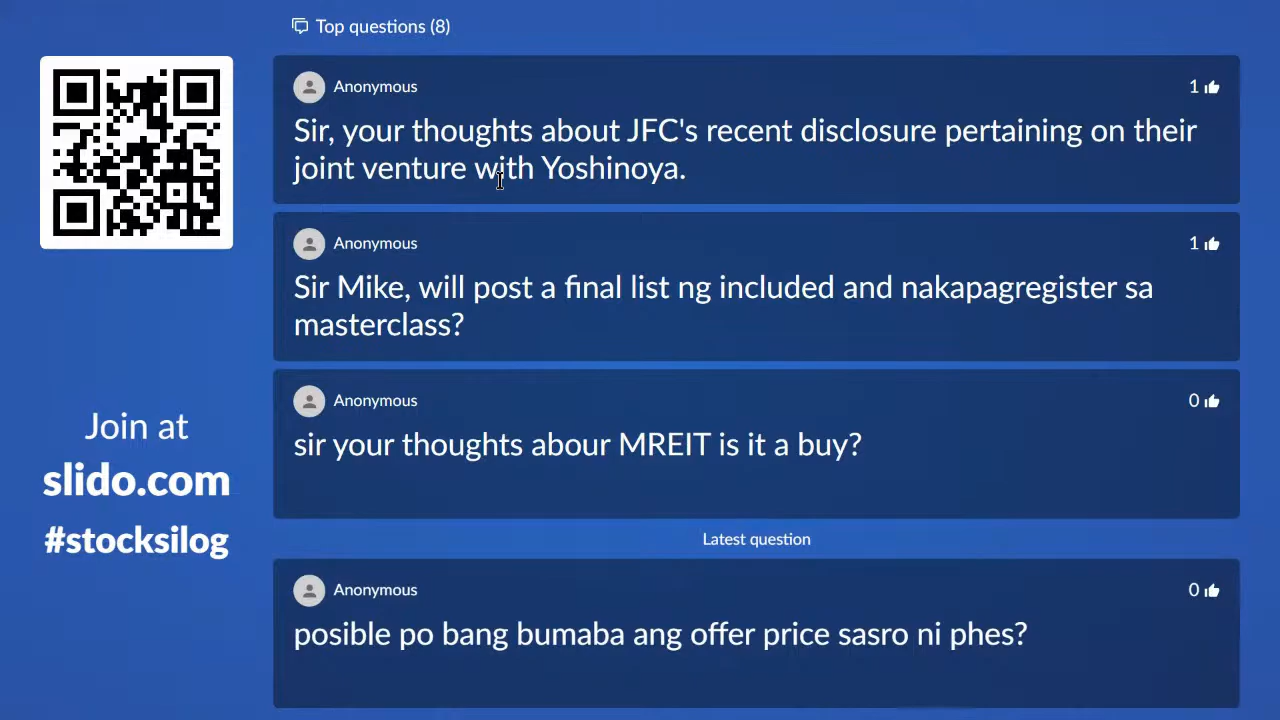 Top questions (8)
Anonymous
1
Sir, your thoughts about JFC's recent disclosure pertaining on their
joint venture with Yoshinoya.
Anonymous
1
Sir Mike, will post a final list ng included and nakapagregister sa
masterclass?
Anonymous
0
sir your thoughts abour MREIT is it a buy?
Latest question
Anonymous
0
posible po bang bumaba ang offer price sasro ni phes?
Join at
slido.com
#stocksilog